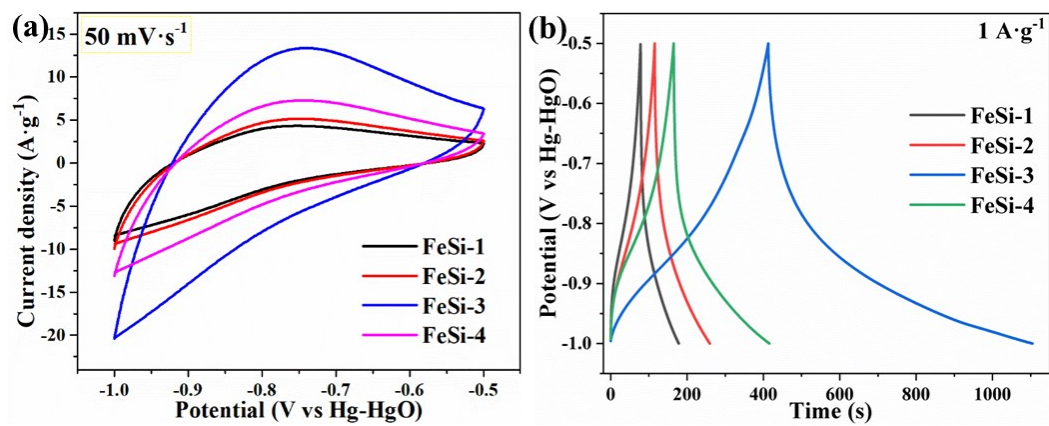 (a)
50 mV·s⁻¹
Current density (A·g⁻¹)
15
10
5
0
-5
-10
-15
-20
FeSi-1
FeSi-2
FeSi-3
FeSi-4
-1.0
-0.9
-0.8
-0.7
-0.6
-0.5
Potential (V vs Hg-HgO)
(b)
1 A·g⁻¹
Potential (V vs Hg-HgO)
-0.5
-0.6
-0.7
-0.8
-0.9
-1.0
FeSi-1
FeSi-2
FeSi-3
FeSi-4
0
200
400
600
800
1000
Time (s)